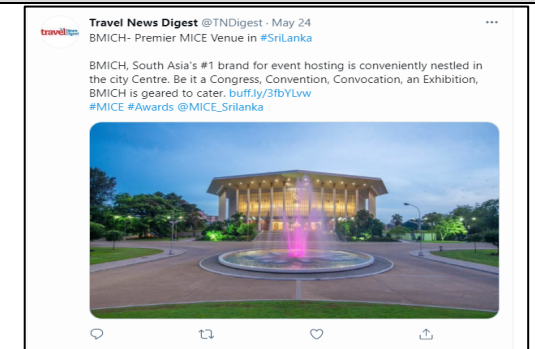 Travel News Digest @TNDigest · May 24
travel
BMICH- Premier MICE Venue in #SriLanka
BMICH, South Asia's #1 brand for event hosting is conveniently nestled in
the city Centre. Be it a Congress, Convention, Convocation, an Exhibition,
BMICH is geared to cater. buff.ly/3fbYLvw
#MICE #Awards @MICE_Srilanka